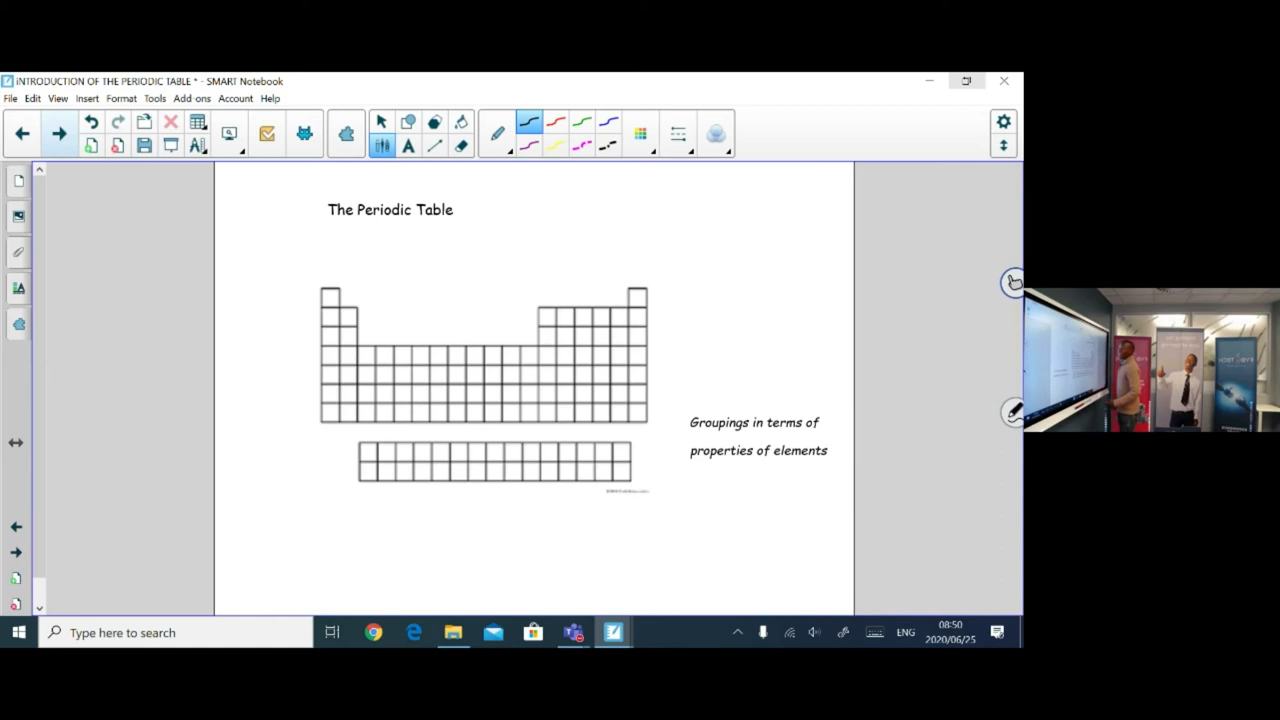 iNTRODUCTION OF THE PERIODIC TABLE * - SMART Notebook
File Edit View Insert Format Tools Add-ons Account Help
The Periodic Table
Groupings in terms of
properties of elements
Type here to search
ENG
08:50
2020/06/25